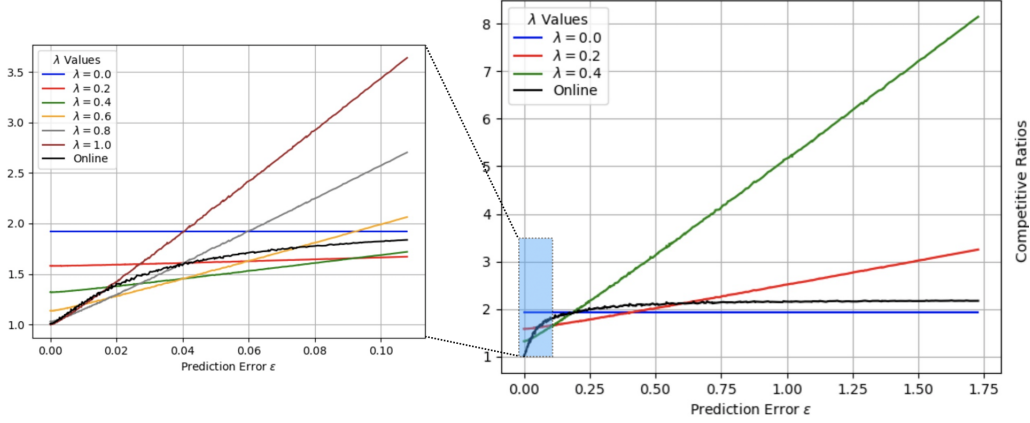 λ Values
λ = 0.0
λ = 0.2
λ = 0.4
λ = 0.6
λ = 0.8
λ = 1.0
Online
3.5
3.0
2.5
2.0
1.5
1.0
0.00 0.02 0.04 0.06 0.08 0.10
Prediction Error ε
λ Values
λ = 0.0
λ = 0.2
λ = 0.4
Online
8
7
6
5
4
3
2
1
0.00 0.25 0.50 0.75 1.00 1.25 1.50 1.75
Prediction Error ε
Competitive Ratios